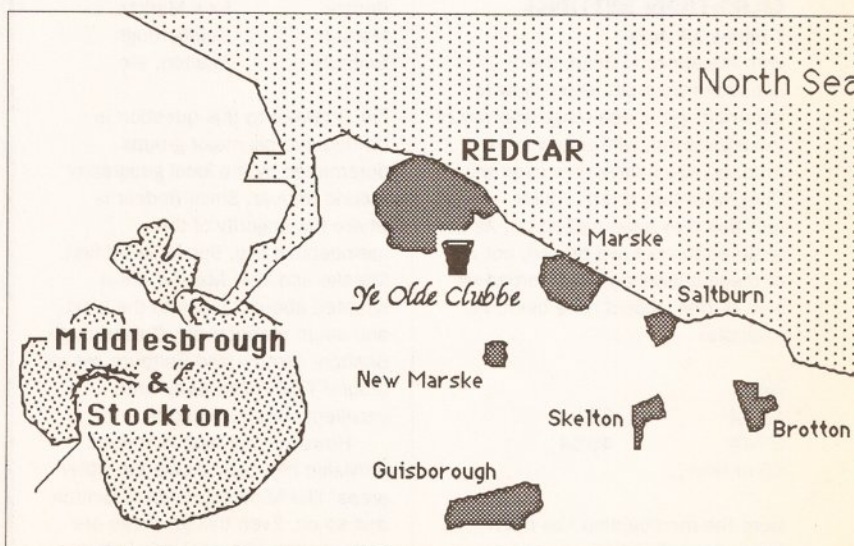 North Sea
REDCAR
Marske
Ye Olde Clubbe
Saltburn
Middlesbrough
&
Stockton
New Marske
Skelton
Brotton
Guisborough